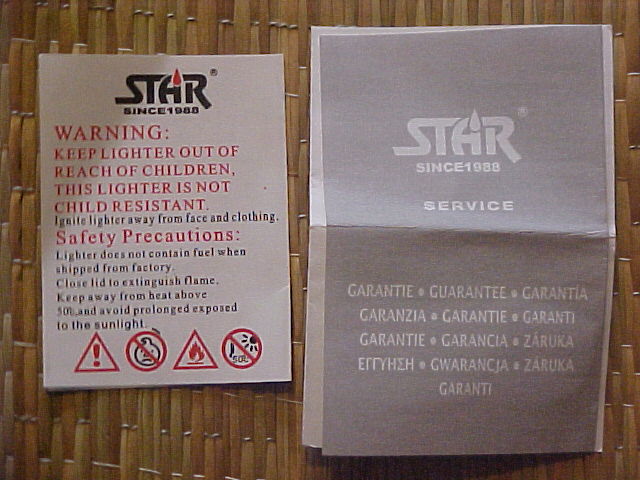 STAR®
SINCE1988
WARNING:
KEEP LIGHTER OUT OF
REACH OF CHILDREN,
THIS LIGHTER IS NOT
CHILD RESISTANT.
Ignite lighter away from face and clothing.
Safety Precautions:
Lighter does not contain fuel when
shipped from factory.
Close lid to extinguish flame.
Keep away from heat above
50℃,and avoid prolonged exposed
to the sunlight.
50℃
STAR®
SINCE1988
SERVICE
GARANTIE • GUARANTEE • GARANTÍA
GARANZIA • GARANTIE • GARANTI
GARANTIE • GARANCIA • ZÁRUKA
ΕΓΓΥΗΣΗ • GWARANCJA • ZÁRUKA
GARANTI